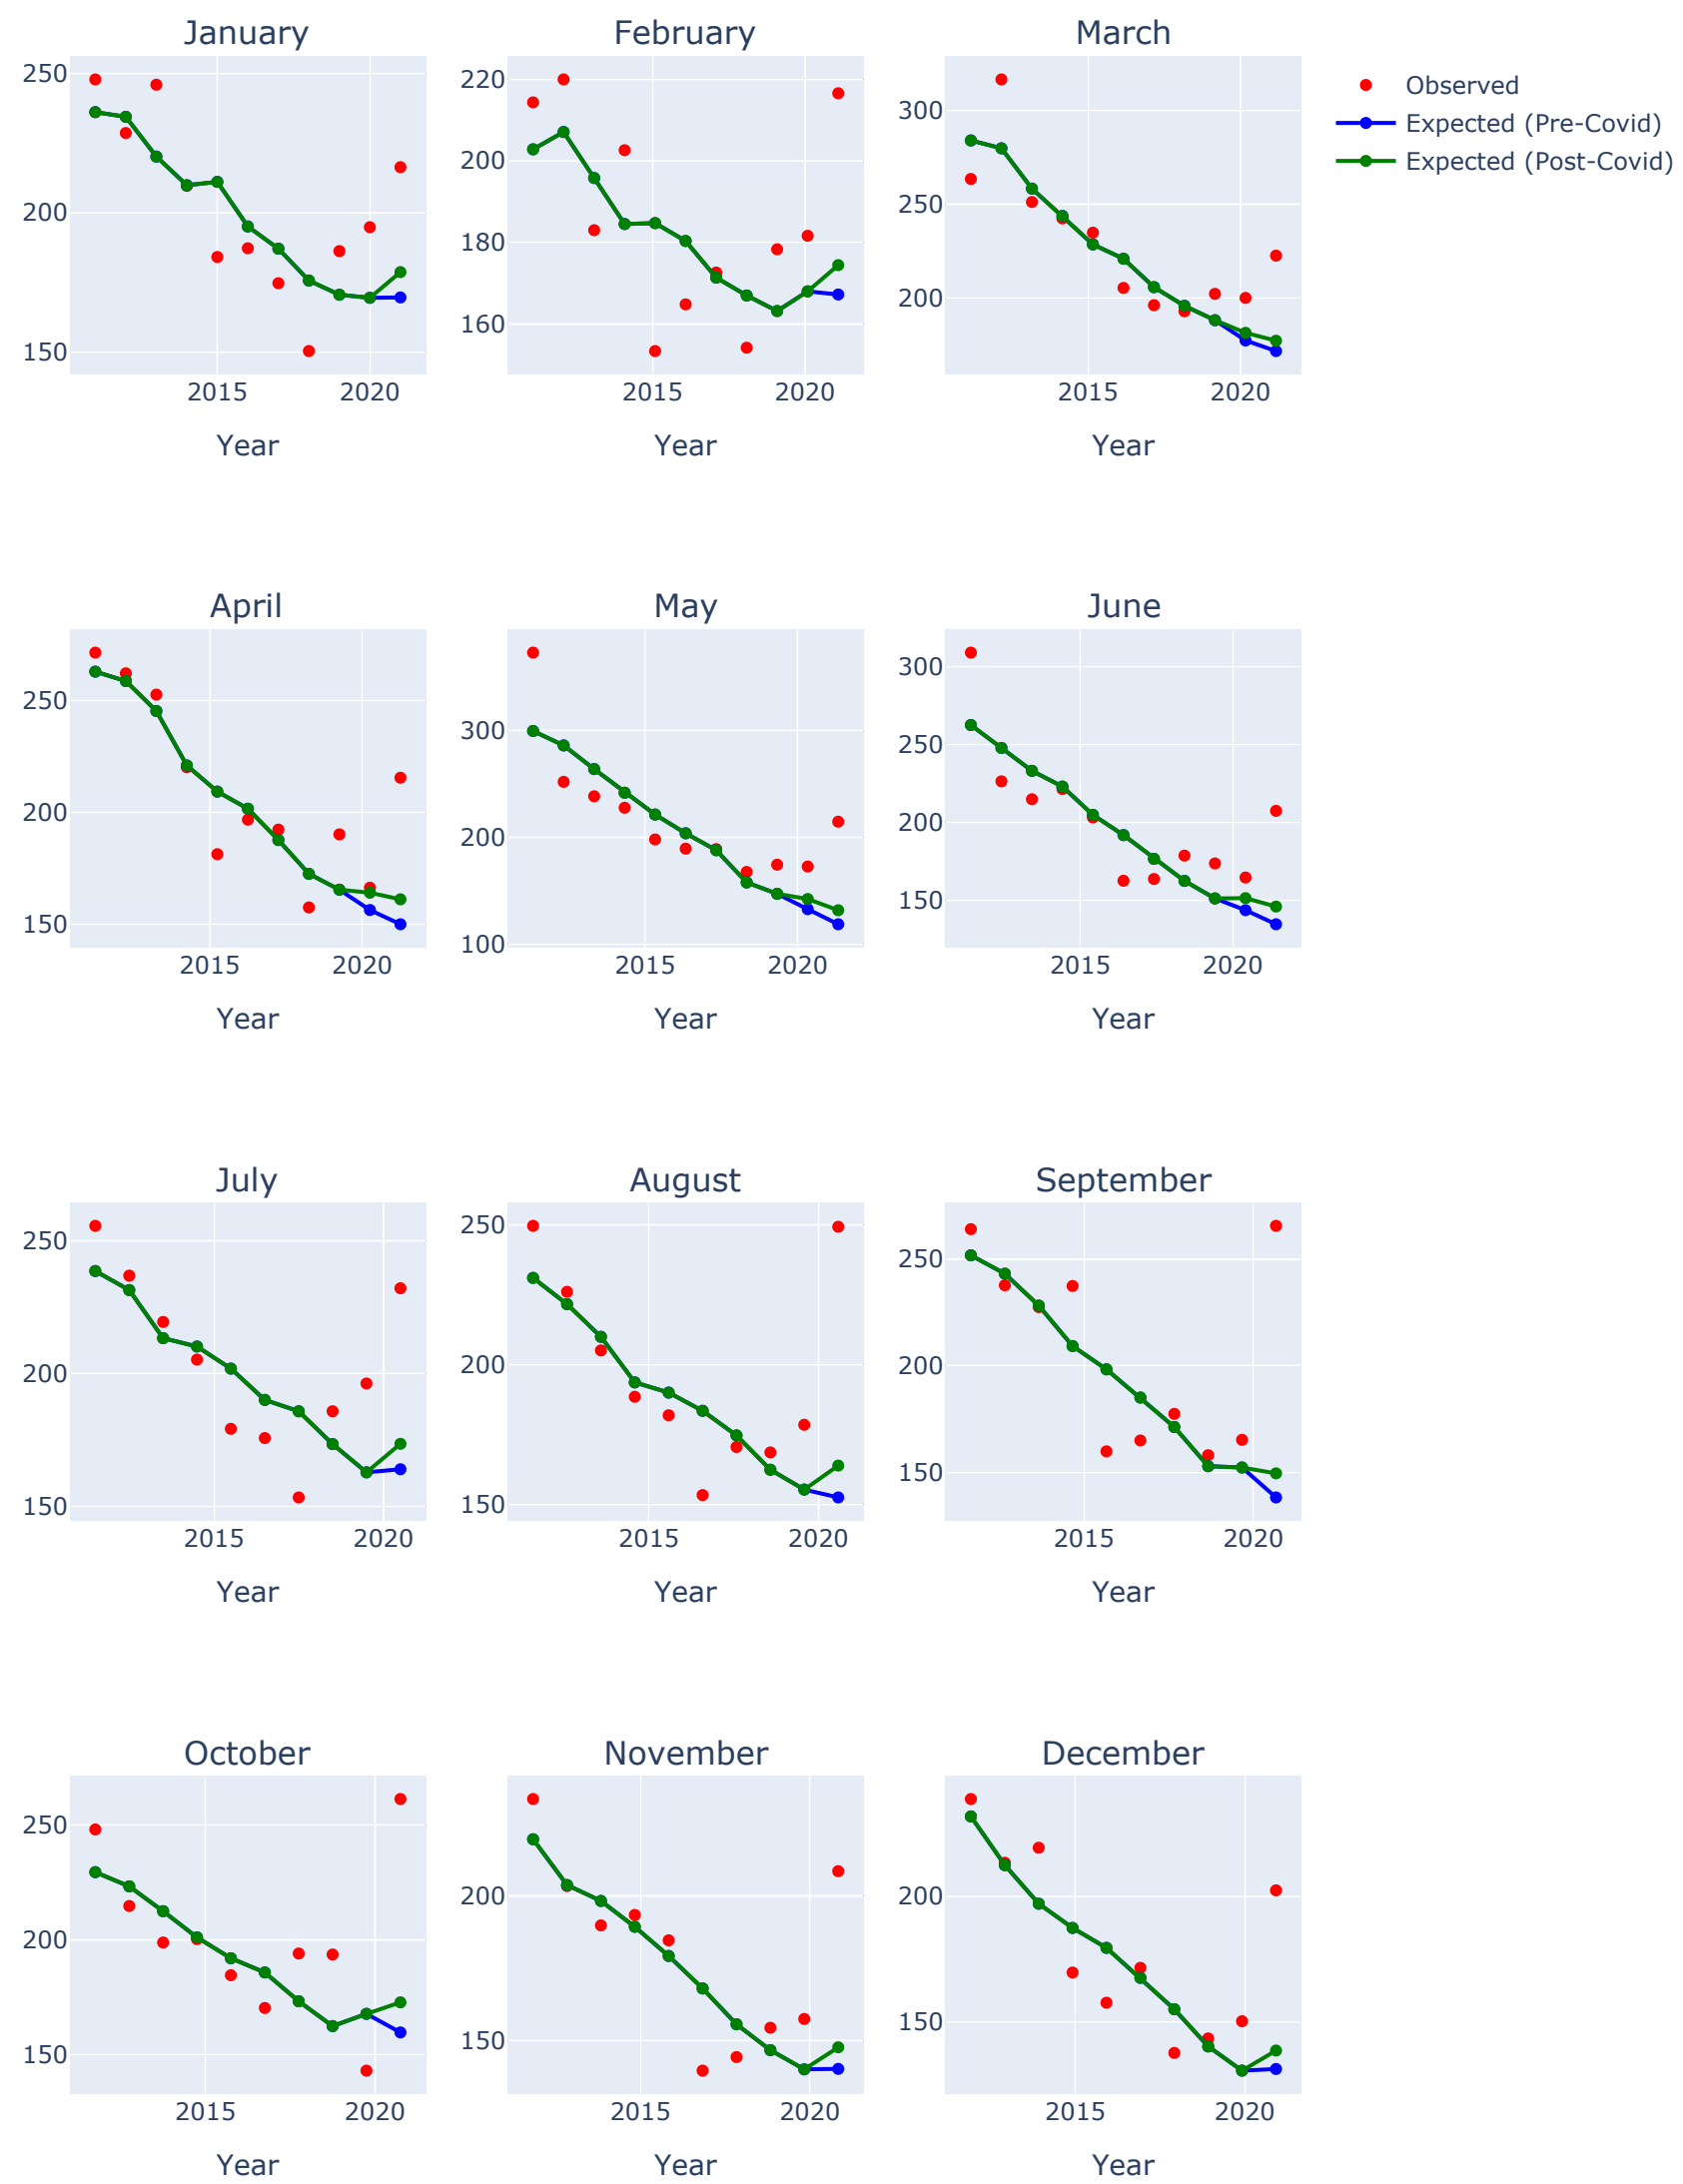 January
February
March
250
200
150
2015
2020
Year
220
200
180
160
2015
2020
Year
300
250
200
2015
2020
Year
Observed
Expected (Pre-Covid)
Expected (Post-Covid)
April
May
June
250
200
150
2015
2020
Year
300
200
100
2015
2020
Year
300
250
200
150
2015
2020
Year
July
August
September
250
200
150
2015
2020
Year
250
200
150
2015
2020
Year
250
200
150
2015
2020
Year
October
November
December
250
200
150
2015
2020
Year
200
150
2015
2020
Year
200
150
2015
2020
Year